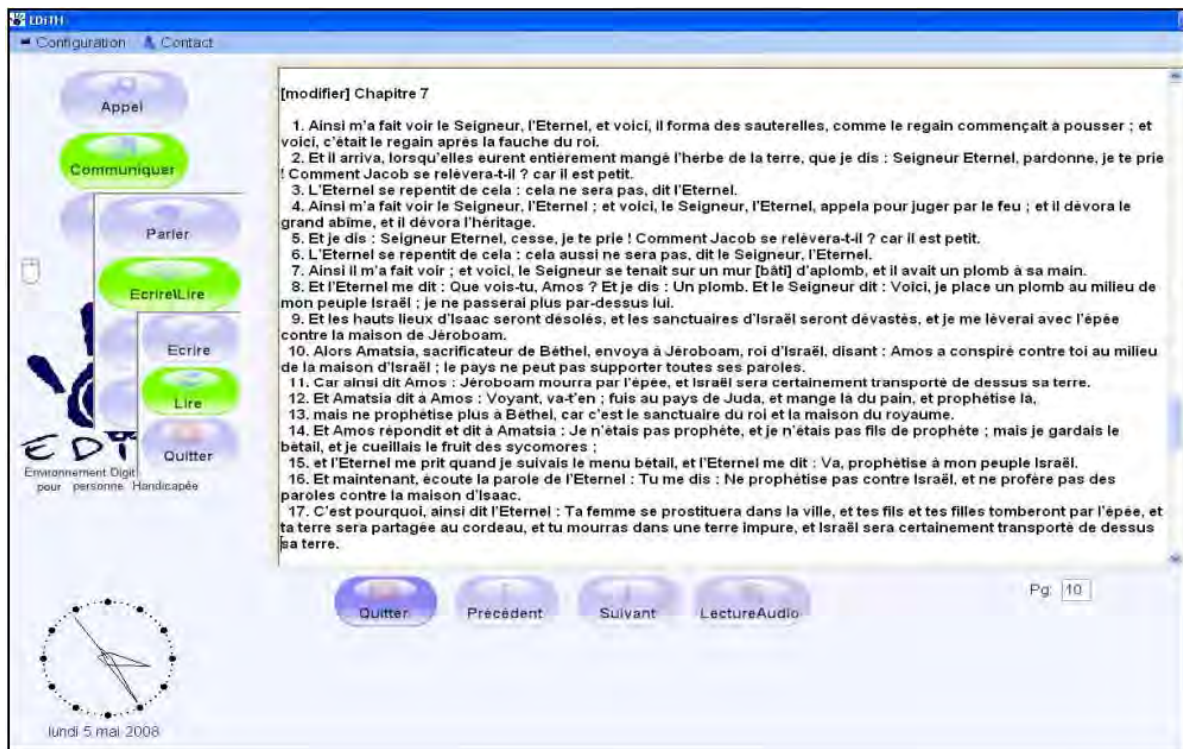 EDITH
Configuration Contact
Appel
Communiquer
Parler
Ecrire\Lire
Ecrire
Lire
Quitter
EDiT
Environnement Digit
pour personne Handicapée
lundi 5 mai 2008
[modifier] Chapitre 7
1. Ainsi m'a fait voir le Seigneur, l'Eternel, et voici, il forma des sauterelles, comme le regain commençait à pousser ; et
voici, c'était le regain après la fauche du roi.
2. Et il arriva, lorsqu'elles eurent entièrement mangé l'herbe de la terre, que je dis : Seigneur Eternel, pardonne, je te prie
! Comment Jacob se relèvera-t-il ? car il est petit.
3. L'Eternel se repentit de cela : cela ne sera pas, dit l'Eternel.
4. Ainsi m'a fait voir le Seigneur, l'Eternel ; et voici, le Seigneur, l'Eternel, appela pour juger par le feu ; et il dévora le
grand abîme, et il dévora l'héritage.
5. Et je dis : Seigneur Eternel, cesse, je te prie ! Comment Jacob se relèvera-t-il ? car il est petit.
6. L'Eternel se repentit de cela : cela aussi ne sera pas, dit le Seigneur, l'Eternel.
7. Ainsi il m'a fait voir ; et voici, le Seigneur se tenait sur un mur [bâti] d'aplomb, et il avait un plomb à sa main.
8. Et l'Eternel me dit : Que vois-tu, Amos ? Et je dis : Un plomb. Et le Seigneur dit : Voici, je place un plomb au milieu de
mon peuple Israël ; je ne passerai plus par-dessus lui.
9. Et les hauts lieux d'Isaac seront désolés, et les sanctuaires d'Israël seront dévastés, et je me lèverai avec l'épée
contre la maison de Jéroboam.
10. Alors Amatsia, sacrificateur de Béthel, envoya à Jéroboam, roi d'Israël, disant : Amos a conspiré contre toi au milieu
de la maison d'Israël ; le pays ne peut pas supporter toutes ses paroles.
11. Car ainsi dit Amos : Jéroboam mourra par l'épée, et Israël sera certainement transporté de dessus sa terre.
12. Et Amatsia dit à Amos : Voyant, va-t'en ; fuis au pays de Juda, et mange là du pain, et prophétise là,
13. mais ne prophétise plus à Béthel, car c'est le sanctuaire du roi et la maison du royaume.
14. Et Amos répondit et dit à Amatsia : Je n'étais pas prophète, et je n'étais pas fils de prophète ; mais je gardais le
bétail, et je cueillais le fruit des sycomores ;
15. et l'Eternel me prit quand je suivais le menu bétail, et l'Eternel me dit : Va, prophétise à mon peuple Israël.
16. Et maintenant, écoute la parole de l'Eternel : Tu me dis : Ne prophétise pas contre Israël, et ne profère pas des
paroles contre la maison d'Isaac.
17. C'est pourquoi, ainsi dit l'Eternel : Ta femme se prostituera dans la ville, et tes fils et tes filles tomberont par l'épée, et
ta terre sera partagée au cordeau, et tu mourras dans une terre impure, et Israël sera certainement transporté de dessus
sa terre.
Quitter Précédent Suivant LectureAudio
Pg: 10